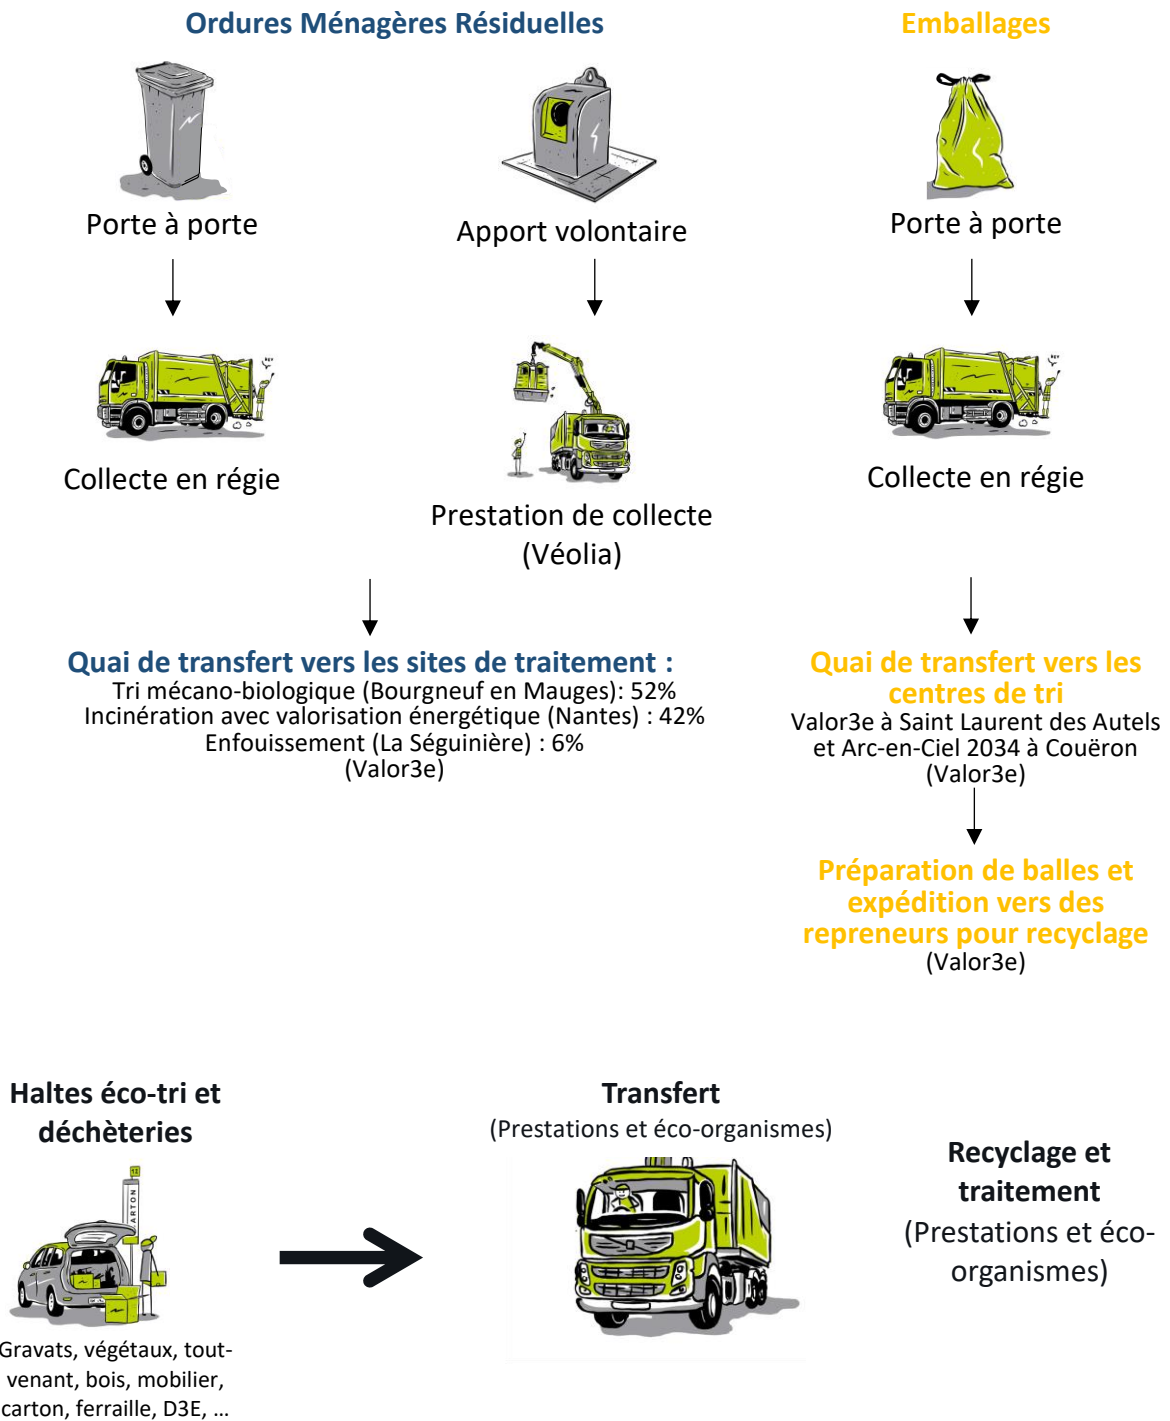 Ordures Ménagères Résiduelles
Emballages
Porte à porte
Apport volontaire
Porte à porte
Collecte en régie
Prestation de collecte
(Véolia)
Collecte en régie
Quai de transfert vers les sites de traitement :
Tri mécano-biologique (Bourgneuf en Mauges): 52%
Incinération avec valorisation énergétique (Nantes) : 42%
Enfouissement (La Séguinière) : 6%
(Valor3e)
Quai de transfert vers les
centres de tri
Valor3e à Saint Laurent des Autels
et Arc-en-Ciel 2034 à Couëron
(Valor3e)
Préparation de balles et
expédition vers des
repreneurs pour recyclage
(Valor3e)
Haltes éco-tri et
déchèteries
12
ARTON
Gravats, végétaux, tout-
venant, bois, mobilier,
carton, ferraille, D3E, ...
Transfert
(Prestations et éco-organismes)
Recyclage et
traitement
(Prestations et éco-
organismes)